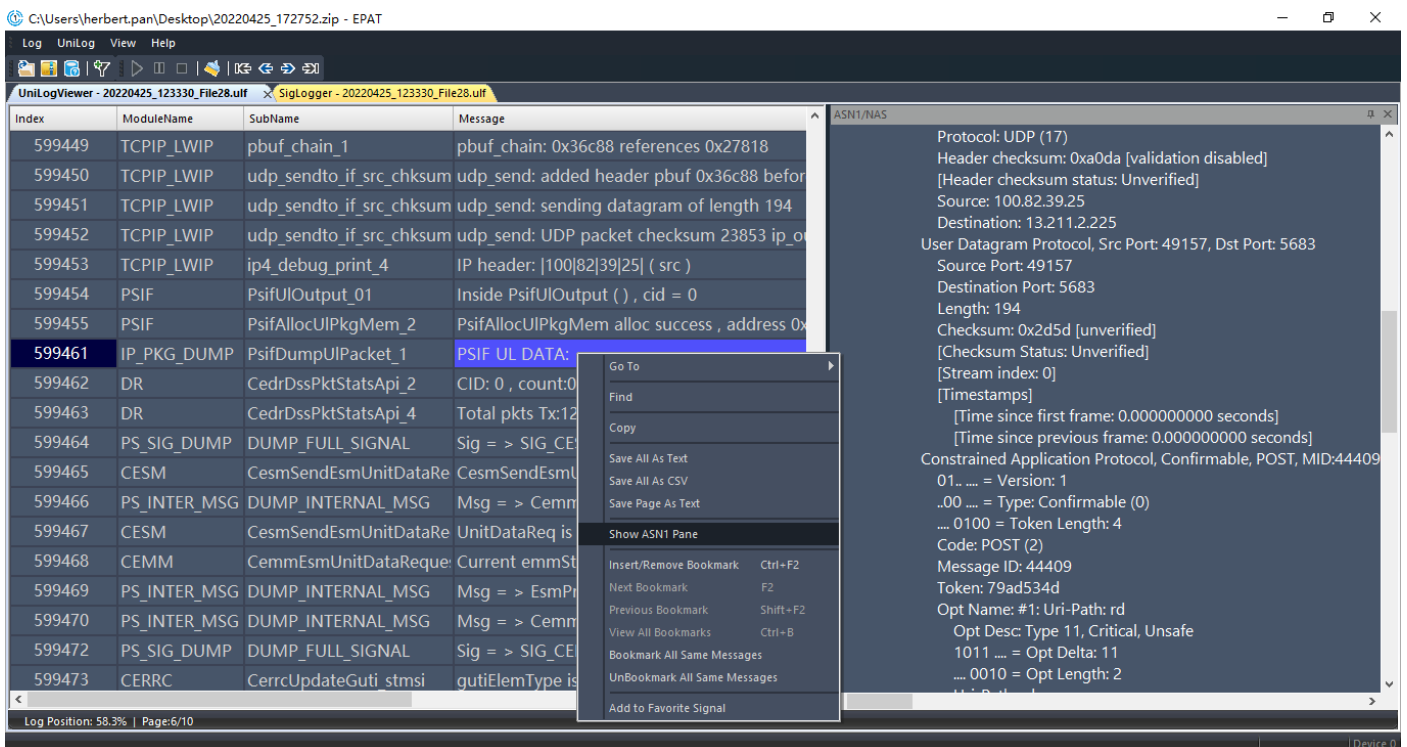 C:\Users\herbert.pan\Desktop\20220425_172752.zip - EPAT
Log UniLog View Help
UniLogViewer - 20220425_123330_File28.ulf SigLogger - 20220425_123330_File28.ulf
Index ModuleName SubName Message
599449 TCPIP_LWIP pbuf_chain_1 pbuf_chain: 0x36c88 references 0x27818
599450 TCPIP_LWIP udp_sendto_if_src_chksum udp_send: added header pbuf 0x36c88 befor
599451 TCPIP_LWIP udp_sendto_if_src_chksum udp_send: sending datagram of length 194
599452 TCPIP_LWIP udp_sendto_if_src_chksum udp_send: UDP packet checksum 23853 ip_ou
599453 TCPIP_LWIP ip4_debug_print_4 IP header: |100|82|39|25| ( src )
599454 PSIF PsifUlOutput_01 Inside PsifUlOutput ( ) , cid = 0
599455 PSIF PsifAllocUlPkgMem_2 PsifAllocUlPkgMem alloc success , address 0x
599461 IP_PKG_DUMP PsifDumpUlPacket_1 PSIF UL DATA:
599462 DR CedrDssPktStatsApi_2 CID: 0 , count:0
599463 DR CedrDssPktStatsApi_4 Total pkts Tx:12
599464 PS_SIG_DUMP DUMP_FULL_SIGNAL Sig = > SIG_CE
599465 CESM CesmSendEsmUnitDataRe CesmSendEsmU
599466 PS_INTER_MSG DUMP_INTERNAL_MSG Msg = > Cemm
599467 CESM CesmSendEsmUnitDataRe UnitDataReq is
599468 CEMM CemmEsmUnitDataReque: Current emmSt
599469 PS_INTER_MSG DUMP_INTERNAL_MSG Msg = > EsmPr
599470 PS_INTER_MSG DUMP_INTERNAL_MSG Msg = > Cemm
599472 PS_SIG_DUMP DUMP_FULL_SIGNAL Sig = > SIG_CE
599473 CERRC CerrcUpdateGuti_stmsi gutiElemType is
Go To
Find
Copy
Save All As Text
Save All As CSV
Save Page As Text
Show ASN1 Pane
Insert/Remove Bookmark Ctrl+F2
Next Bookmark F2
Previous Bookmark Shift+F2
View All Bookmarks Ctrl+B
Bookmark All Same Messages
UnBookmark All Same Messages
Add to Favorite Signal
ASN1/NAS
Protocol: UDP (17)
Header checksum: 0xa0da [validation disabled]
[Header checksum status: Unverified]
Source: 100.82.39.25
Destination: 13.211.2.225
User Datagram Protocol, Src Port: 49157, Dst Port: 5683
Source Port: 49157
Destination Port: 5683
Length: 194
Checksum: 0x2d5d [unverified]
[Checksum Status: Unverified]
[Stream index: 0]
[Timestamps]
[Time since first frame: 0.000000000 seconds]
[Time since previous frame: 0.000000000 seconds]
Constrained Application Protocol, Confirmable, POST, MID:44409
01.. .... = Version: 1
..00 .... = Type: Confirmable (0)
.... 0100 = Token Length: 4
Code: POST (2)
Message ID: 44409
Token: 79ad534d
Opt Name: #1: Uri-Path: rd
Opt Desc: Type 11, Critical, Unsafe
1011 .... = Opt Delta: 11
.... 0010 = Opt Length: 2
Log Position: 58.3% | Page:6/10
Device 0